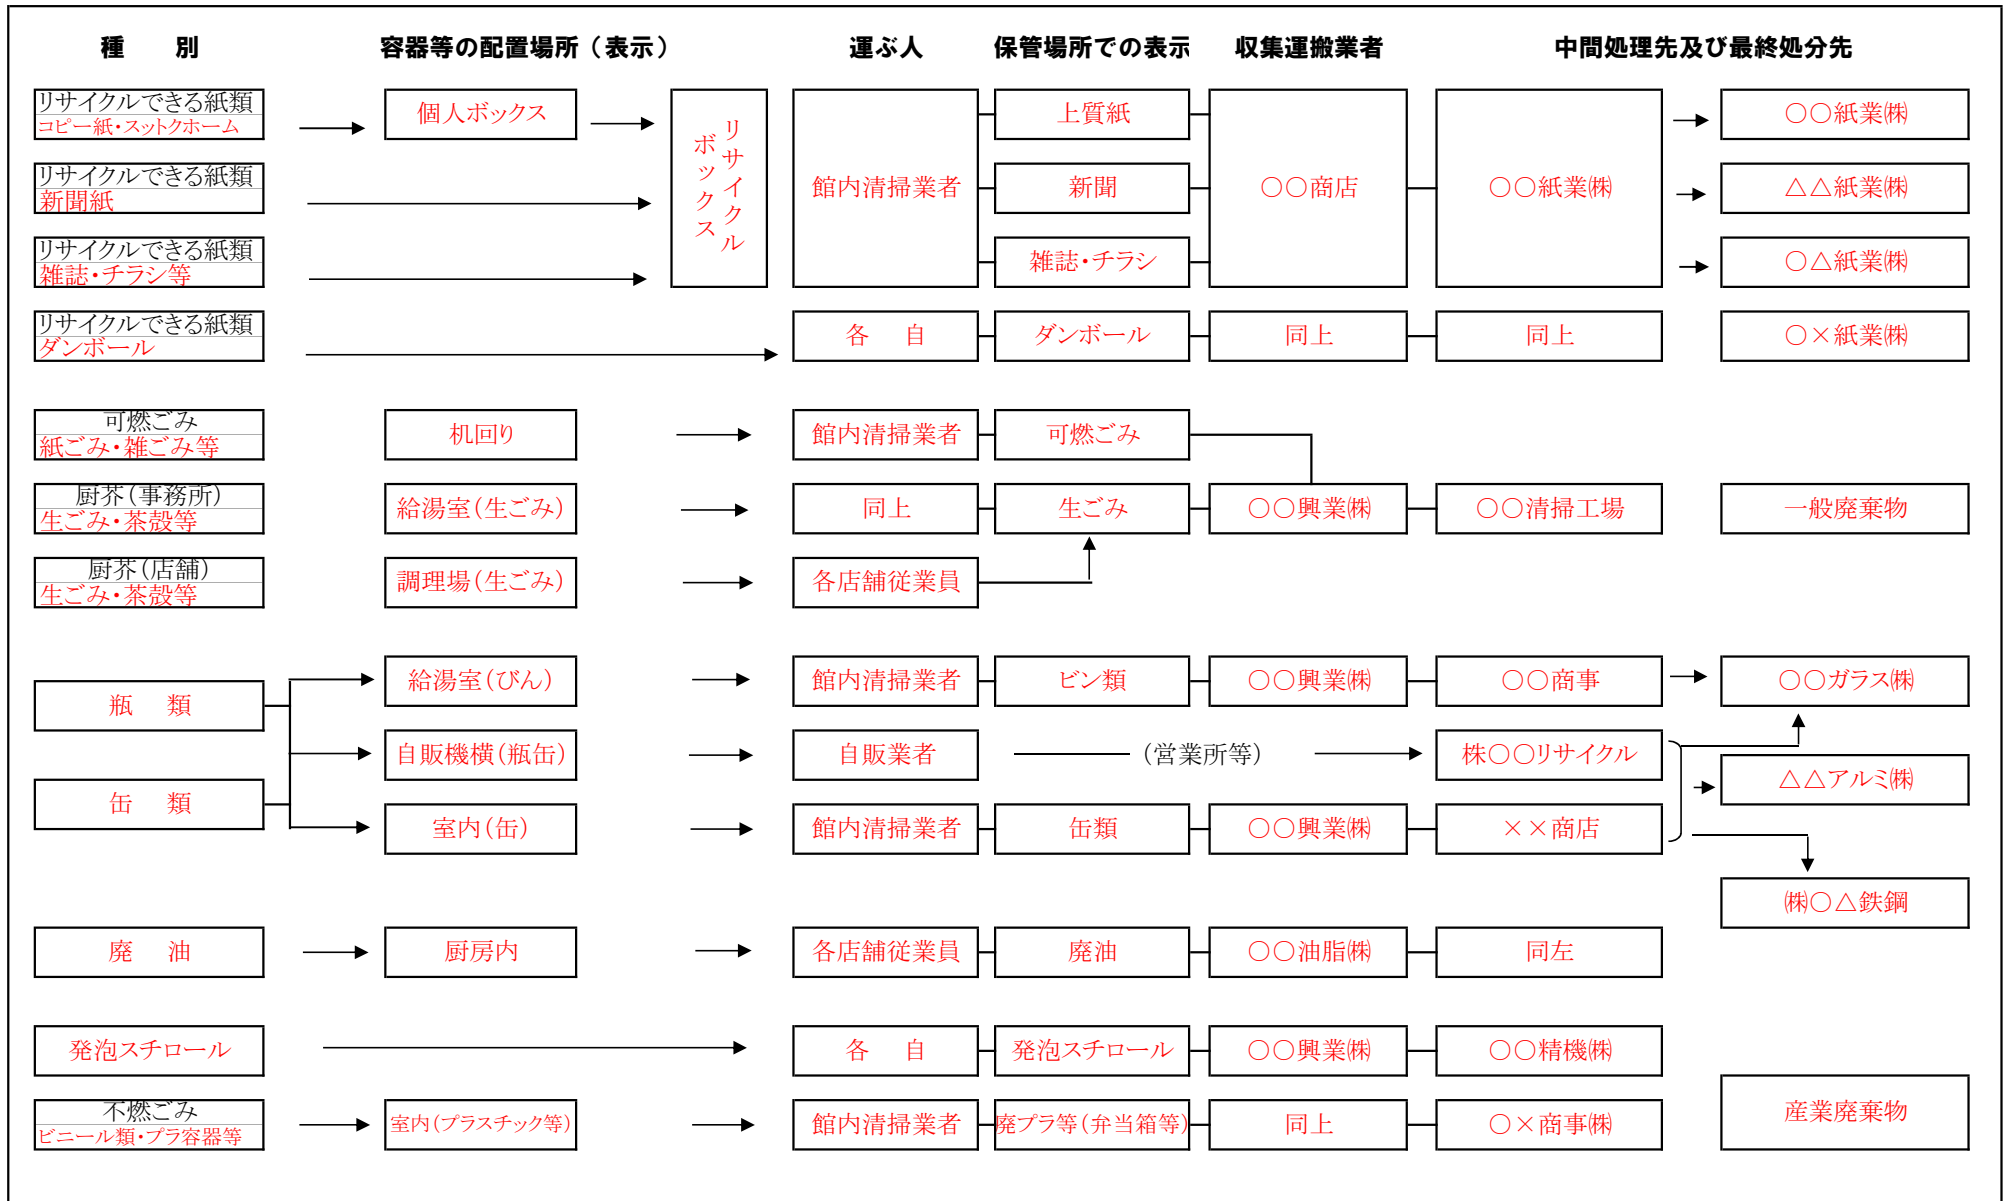 種　別
容器等の配置場所（表示）
運ぶ人
保管場所での表示
収集運搬業者
中間処理先及び最終処分先
リサイクルできる紙類
コピー紙・スットクホーム
個人ボックス
リサイクル
ボックス
館内清掃業者
上質紙
○○商店
○○紙業㈱
○○紙業㈱
リサイクルできる紙類
新聞紙
新聞
△△紙業㈱
リサイクルできる紙類
雑誌・チラシ等
雑誌・チラシ
○△紙業㈱
リサイクルできる紙類
ダンボール
各　自
ダンボール
同上
同上
○×紙業㈱
可燃ごみ
紙ごみ・雑ごみ等
机回り
館内清掃業者
可燃ごみ
厨芥（事務所）
生ごみ・茶殻等
給湯室（生ごみ）
同上
生ごみ
○○興業㈱
○○清掃工場
一般廃棄物
厨芥（店舗）
生ごみ・茶殻等
調理場（生ごみ）
各店舗従業員
瓶　類
給湯室（びん）
館内清掃業者
ビン類
○○興業㈱
○○商事
○○ガラス㈱
自販機横（瓶缶）
自販業者
（営業所等）
株○○リサイクル
△△アルミ㈱
缶　類
室内（缶）
館内清掃業者
缶類
○○興業㈱
××商店
㈱○△鉄鋼
廃　油
厨房内
各店舗従業員
廃油
○○油脂㈱
同左
発泡スチロール
各　自
発泡スチロール
○○興業㈱
○○精機㈱
不燃ごみ
ビニール類・プラ容器等
室内（プラスチック等）
館内清掃業者
廃プラ等（弁当箱等）
同上
○×商事㈱
産業廃棄物